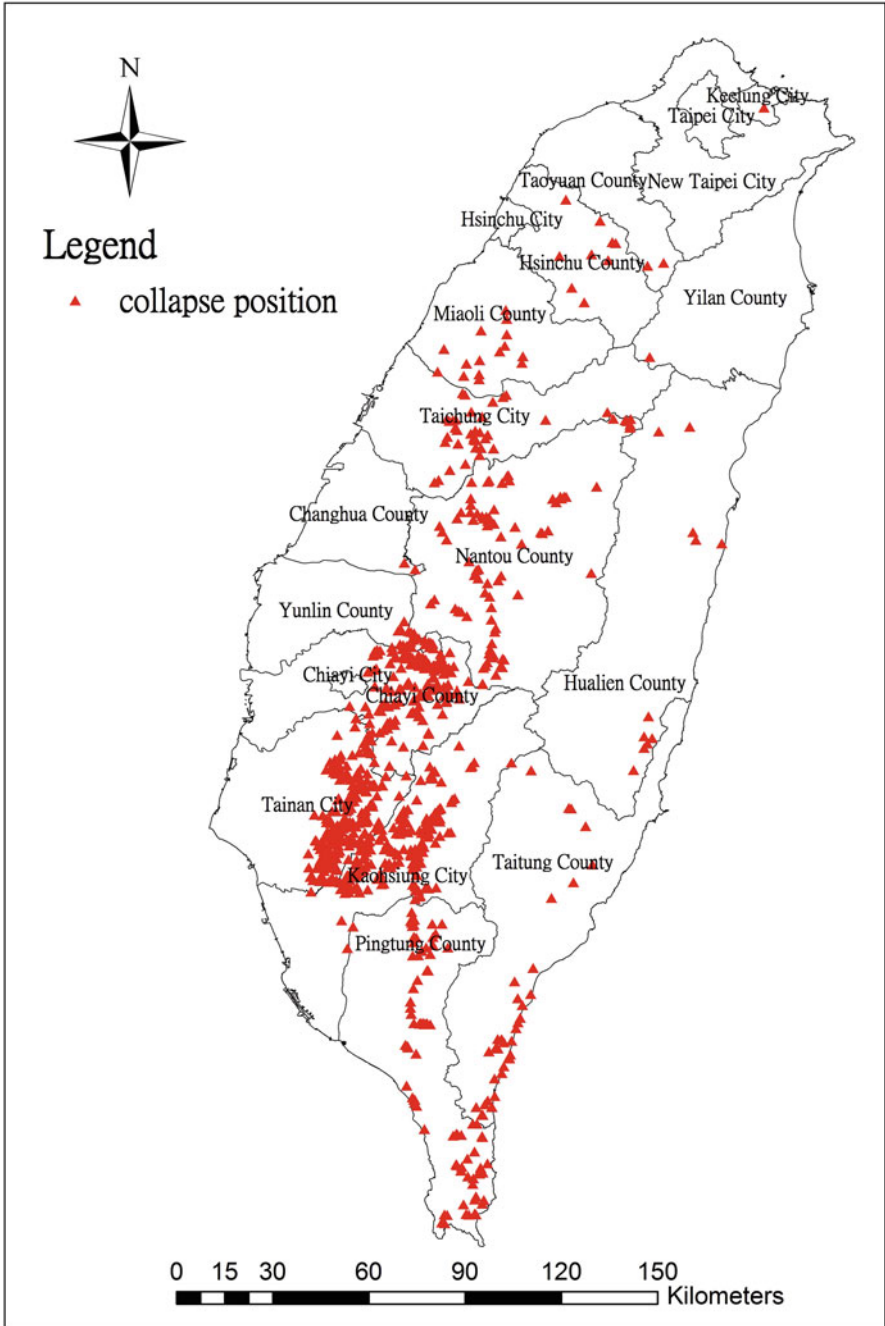 N
Keelung City
Taipei City
Taoyuan County
New Taipei City
Hsinchu City
Legend
Hsinchu County
collapse position
Yilan County
Miaoli County
Taichung City
Changhua County
Nantou County
Yunlin County
Chiayi City
Hualien County
Chiayi County
Tainan City
Taitung County
Kaohsiung City
Pingtung County
0 15 30 60 90 120 150
Kilometers